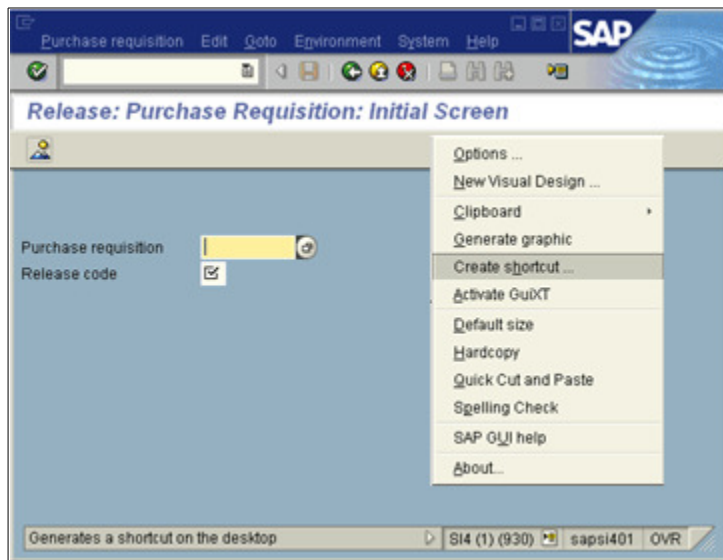 Purchase requisition Edit Goto Environment System Help
SAP
Release: Purchase Requisition: Initial Screen
Options ...
New Visual Design ...
Clipboard
Generate graphic
Purchase requisition
Create shortcut ...
Release code
Activate GuiXT
Default size
Hardcopy
Quick Cut and Paste
Spelling Check
SAP GUI help
About...
Generates a shortcut on the desktop SI4 (1) (930) sapsi401 OVR